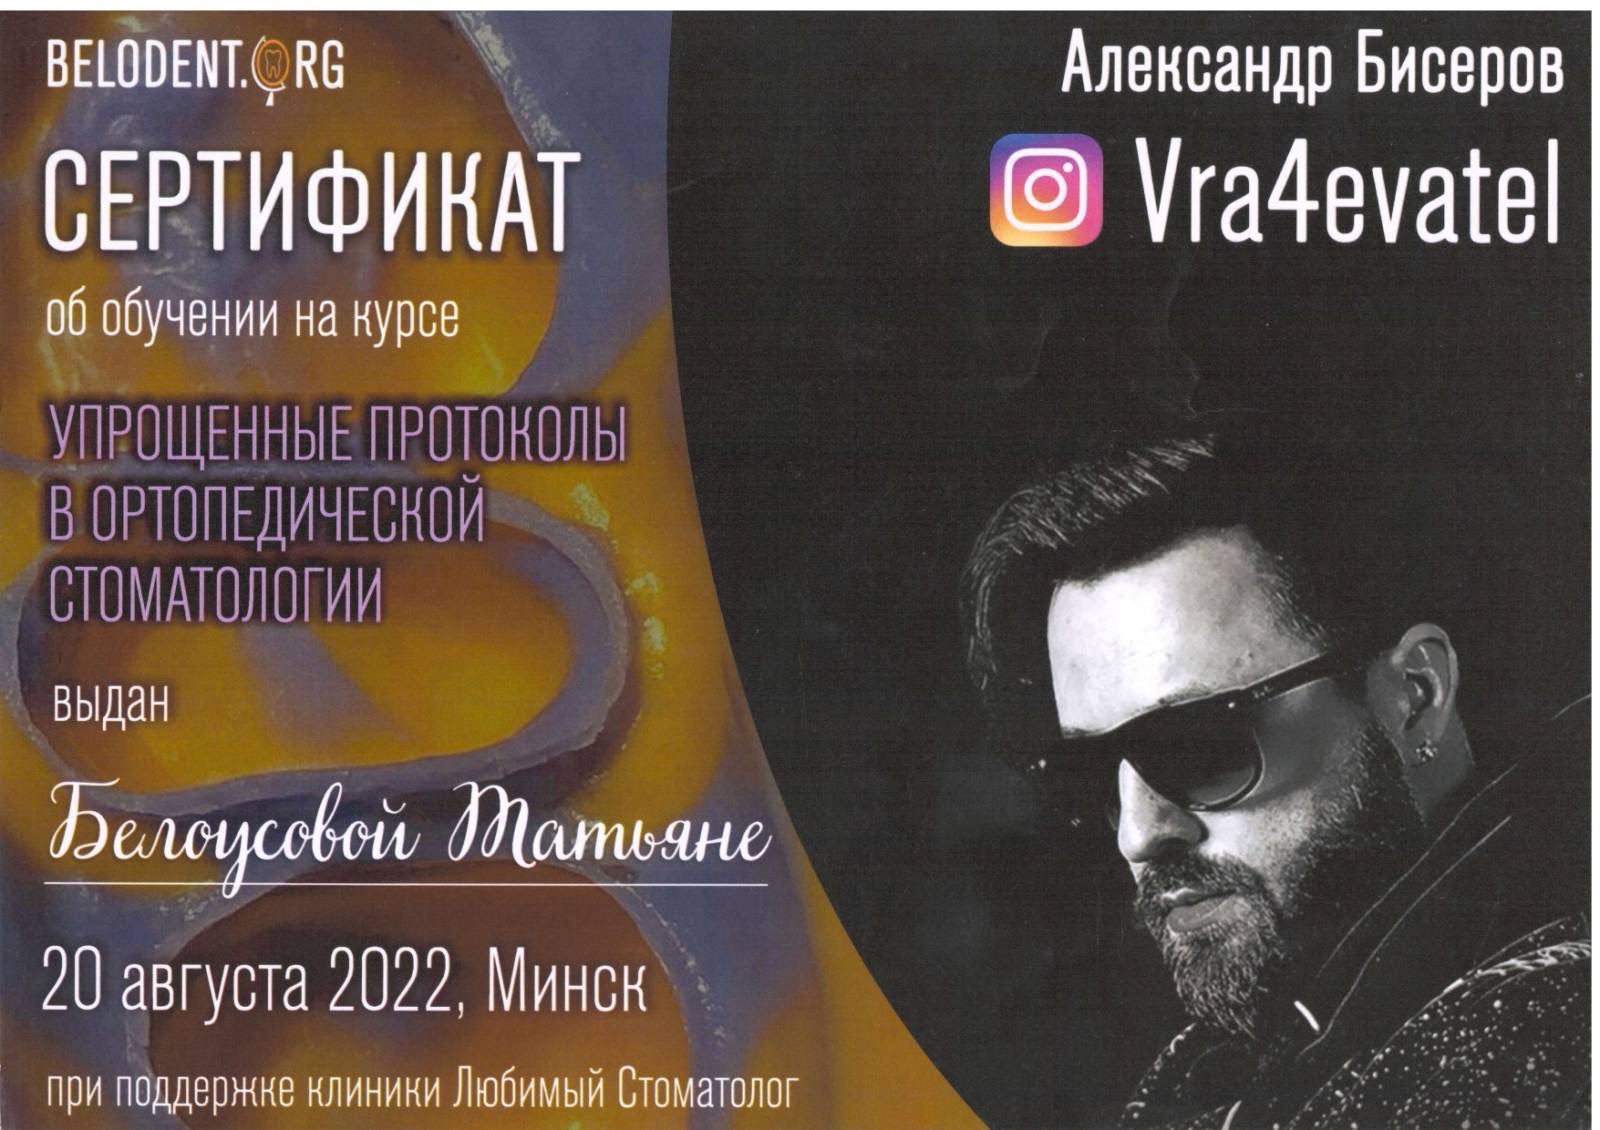 BELODENT.ORG
СЕРТИФИКАТ
об обучении на курсе
УПРОЩЕННЫЕ ПРОТОКОЛЫ
В ОРТОПЕДИЧЕСКОЙ
СТОМАТОЛОГИИ
выдан
Белоусовой Татьяне
20 августа 2022, Минск
при поддержке клиники Любимый Стоматолог
Александр Бисеров
Vra4evatel